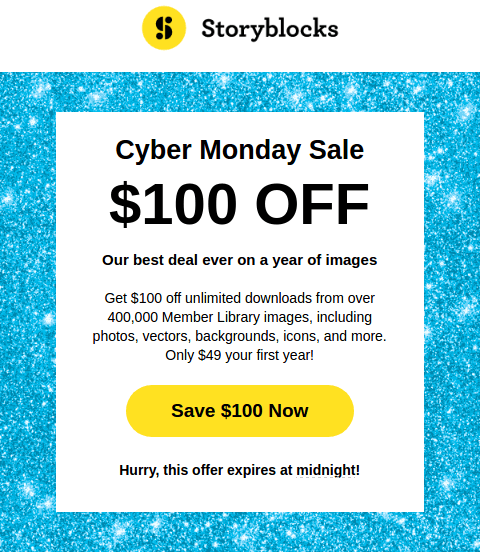 Storyblocks
Cyber Monday Sale
$100 OFF
Our best deal ever on a year of images
Get $100 off unlimited downloads from over
400,000 Member Library images, including
photos, vectors, backgrounds, icons, and more.
Only $49 your first year!
Save $100 Now
Hurry, this offer expires at midnight!